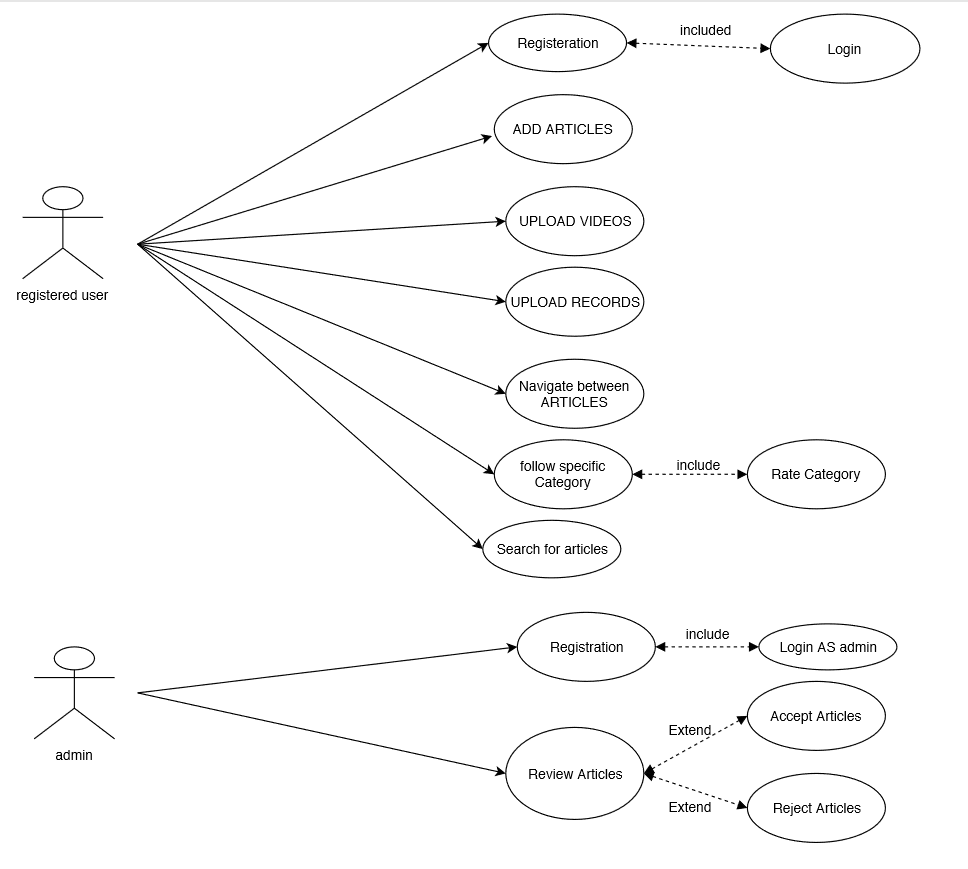 Registeration
included
Login
ADD ARTICLES
UPLOAD VIDEOS
registered user
UPLOAD RECORDS
Navigate between
ARTICLES
follow specific
Category
include
Rate Category
Search for articles
Registration
include
Login AS admin
admin
Review Articles
Extend
Accept Articles
Extend
Reject Articles